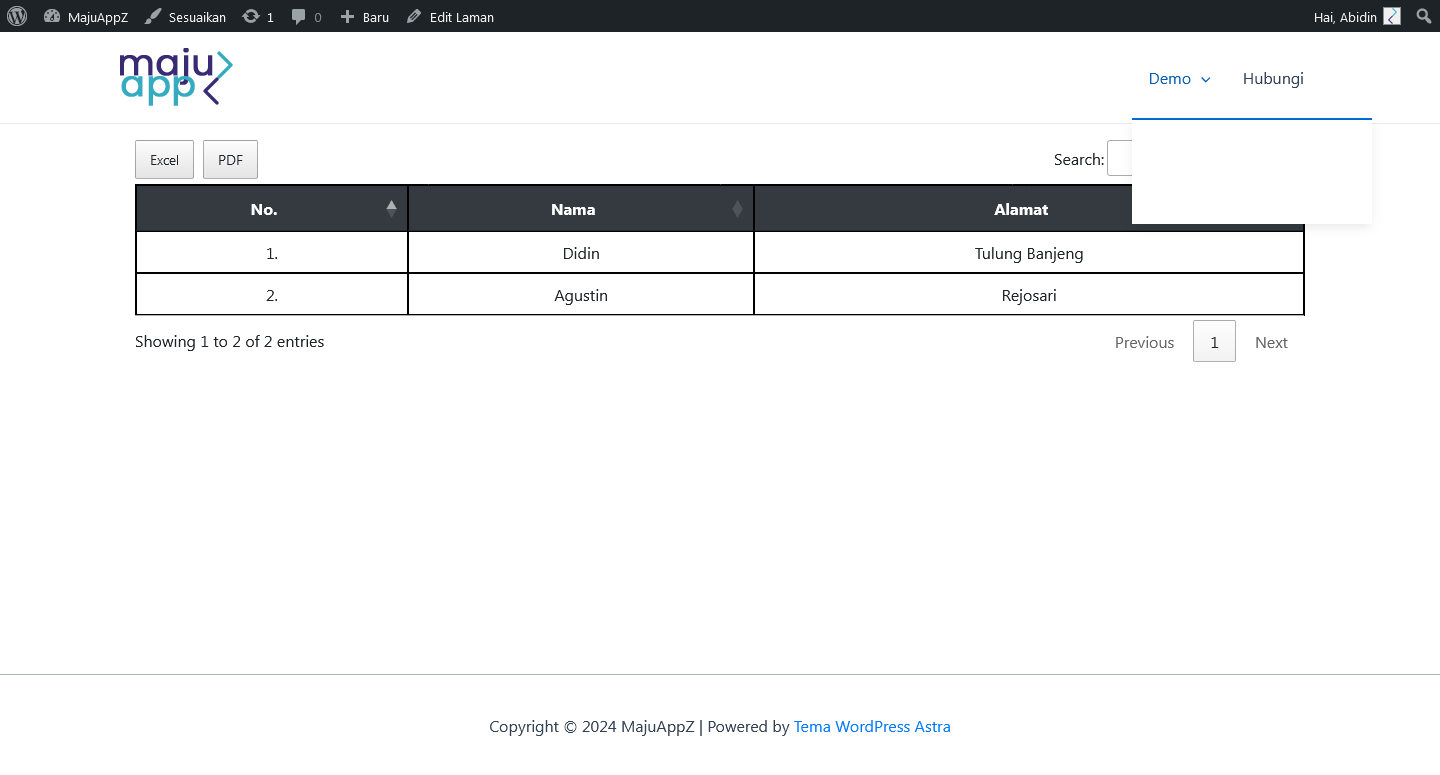 MajuAppZ Sesuaikan 1 0 Baru Edit Laman Hai, Abidin
maju
app
Demo Hubungi
Excel PDF Search:
No. Nama Alamat
1. Didin Tulung Banjeng
2. Agustin Rejosari
Showing 1 to 2 of 2 entries Previous 1 Next
Copyright © 2024 MajuAppZ | Powered by Tema WordPress Astra